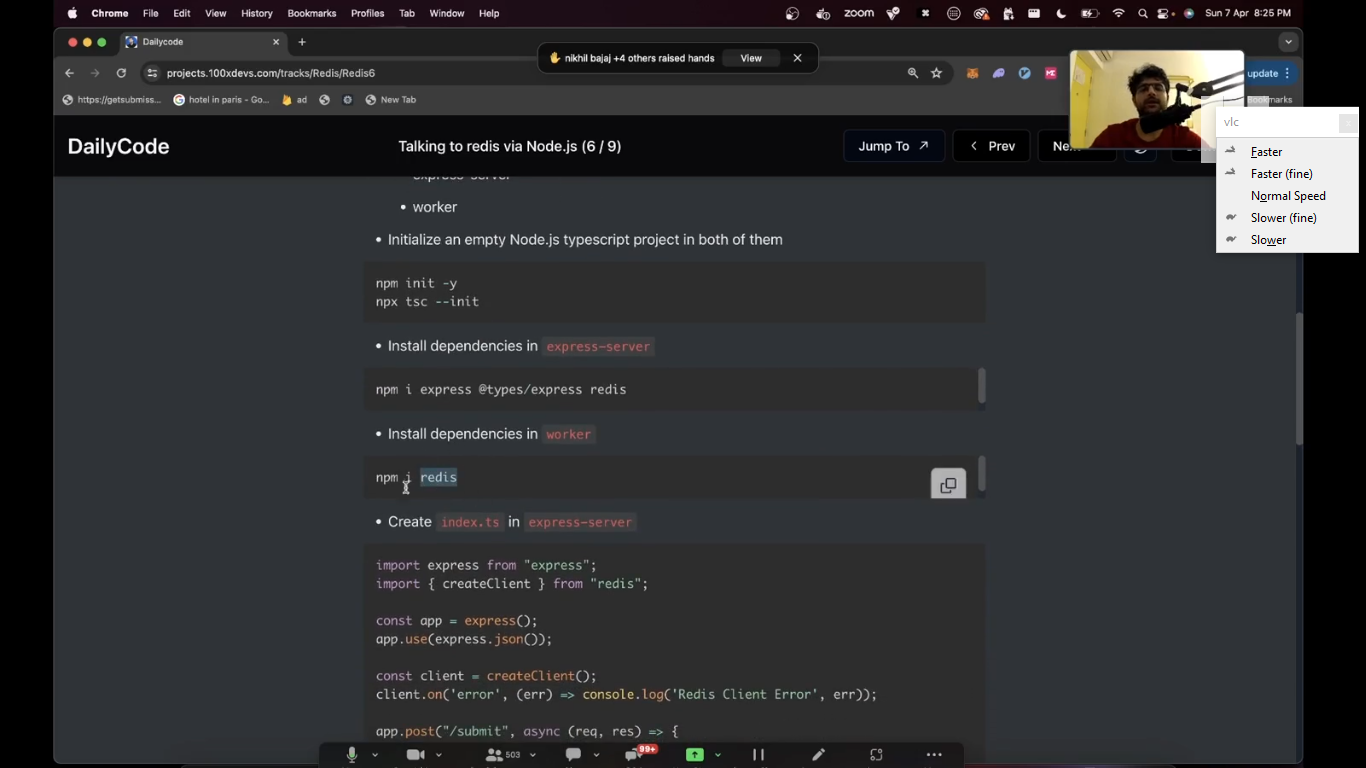 Chrome File Edit View History Bookmarks Profiles Tab Window Help
zoom
Sun 7 Apr 8:25 PM
Dailycode
nikhil bajaj +4 others raised hands View
projects.100xdevs.com/tracks/Redis/Redis6
update
https://getsubmiss...
hotel in paris - Go...
ad
New Tab
Bookmarks
vlc
Faster
Faster (fine)
Normal Speed
Slower (fine)
Slower
DailyCode
Talking to redis via Node.js (6 / 9)
Jump To
Prev
express-server
• worker
• Initialize an empty Node.js typescript project in both of them
npm init -y
npx tsc --init
• Install dependencies in express-server
npm i express @types/express redis
• Install dependencies in worker
npm i redis
• Create index.ts in express-server
import express from "express";
import { createClient } from "redis";
const app = express();
app.use(express.json());
const client = createClient();
client.on('error', (err) => console.log('Redis Client Error', err));
app.post("/submit", async (req, res) => {
503
99+